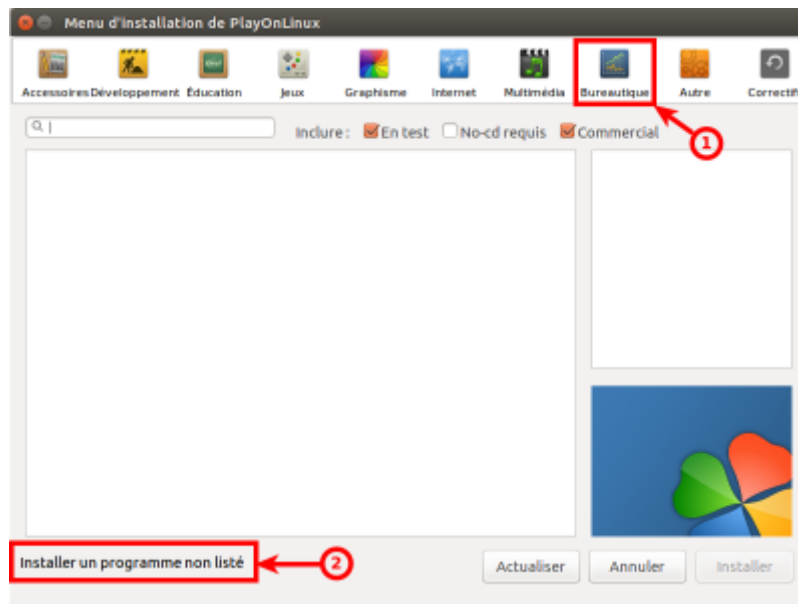 Menu d'installation de PlayOnLinux
Accessoires Développement Éducation Jeux Graphisme Internet Multimédia Bureautique Autre Correctifs
Inclure : En test No-cd requis Commercial
1
Installer un programme non listé
2
Actualiser Annuler Installer